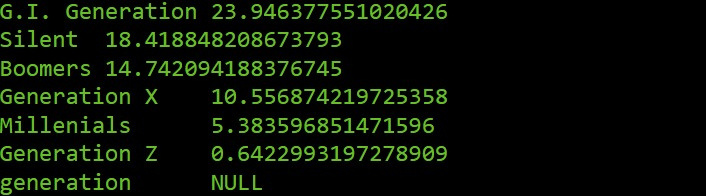 G.I. Generation 23.946377551020426
Silent 18.418848208673793
Boomers 14.742094188376745
Generation X 10.556874219725358
Millenials 5.383596851471596
Generation Z 0.6422993197278909
generation NULL